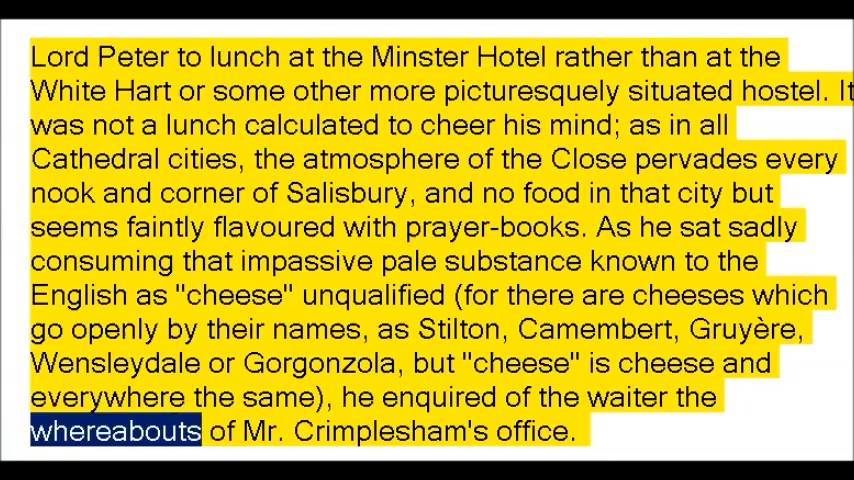 Lord Peter to lunch at the Minster Hotel rather than at the
White Hart or some other more picturesquely situated hostel. It
was not a lunch calculated to cheer his mind; as in all
Cathedral cities, the atmosphere of the Close pervades every
nook and corner of Salisbury, and no food in that city but
seems faintly flavoured with prayer-books. As he sat sadly
consuming that impassive pale substance known to the
English as "cheese" unqualified (for there are cheeses which
go openly by their names, as Stilton, Camembert, Gruyère,
Wensleydale or Gorgonzola, but "cheese" is cheese and
everywhere the same), he enquired of the waiter the
whereabouts of Mr. Crimplesham's office.